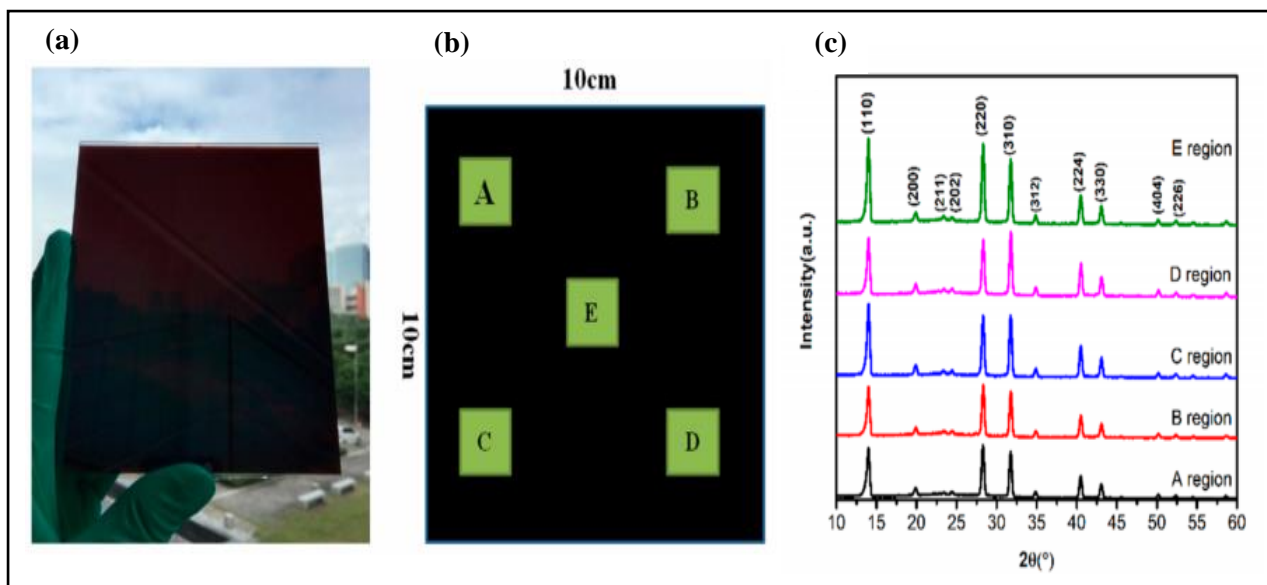 (a)
(b)
10cm
10cm
A
B
E
C
D
(c)
Intensity(a.u.)
(110)
(200)
(211)
(202)
(220)
(310)
(312)
(224)
(330)
(404)
(226)
E region
D region
C region
B region
A region
10 15 20 25 30 35 40 45 50 55 60
2θ(°)